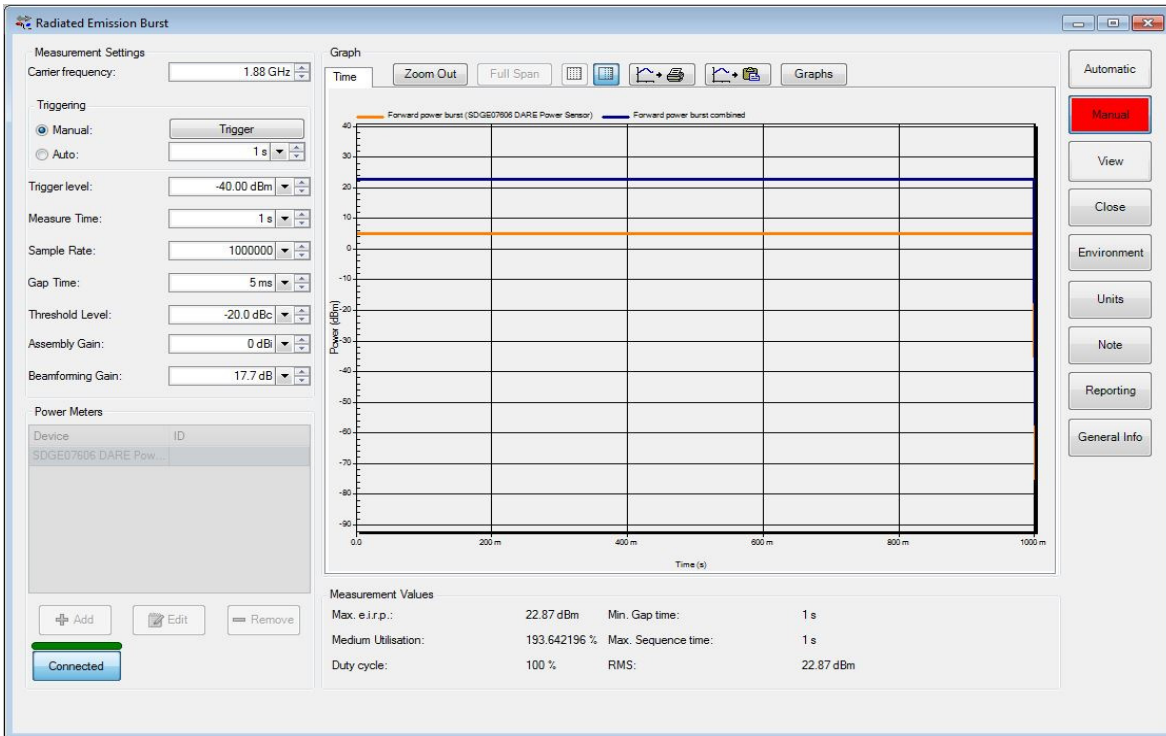 Radiated Emission Burst
Measurement Settings
Carrier frequency: 1.88 GHz
Triggering
Manual: Trigger
Auto: 1 s
Trigger level: -40.00 dBm
Measure Time: 1 s
Sample Rate: 1000000
Gap Time: 5 ms
Threshold Level: -20.0 dBc
Assembly Gain: 0 dBi
Beamforming Gain: 17.7 dB
Power Meters
Device ID
SDGE07606 DARE Pow...
Add Edit Remove
Connected
Graph
Time Zoom Out Full Span Graphs
Forward power burst (SDGE07606 DARE Power Sensor) Forward power burst combined
40
30
20
10
0
-10
-20
-30
-40
-50
-60
-70
-80
-90
Power (dBm)
0.0 200 m 400 m 600 m 800 m 1000 m
Time (s)
Measurement Values
Max. e.i.r.p.: 22.87 dBm Min. Gap time: 1 s
Medium Utilisation: 193.642196 % Max. Sequence time: 1 s
Duty cycle: 100 % RMS: 22.87 dBm
Automatic
Manual
View
Close
Environment
Units
Note
Reporting
General Info